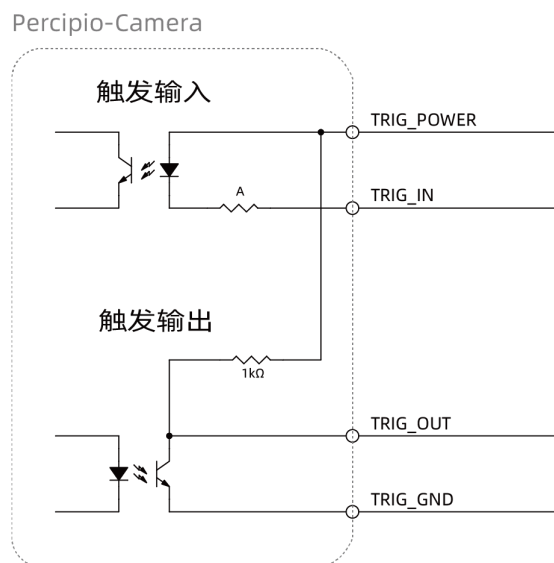 Percipio-Camera
触发输入
TRIG_POWER
A
TRIG_IN
触发输出
1kΩ
TRIG_OUT
TRIG_GND